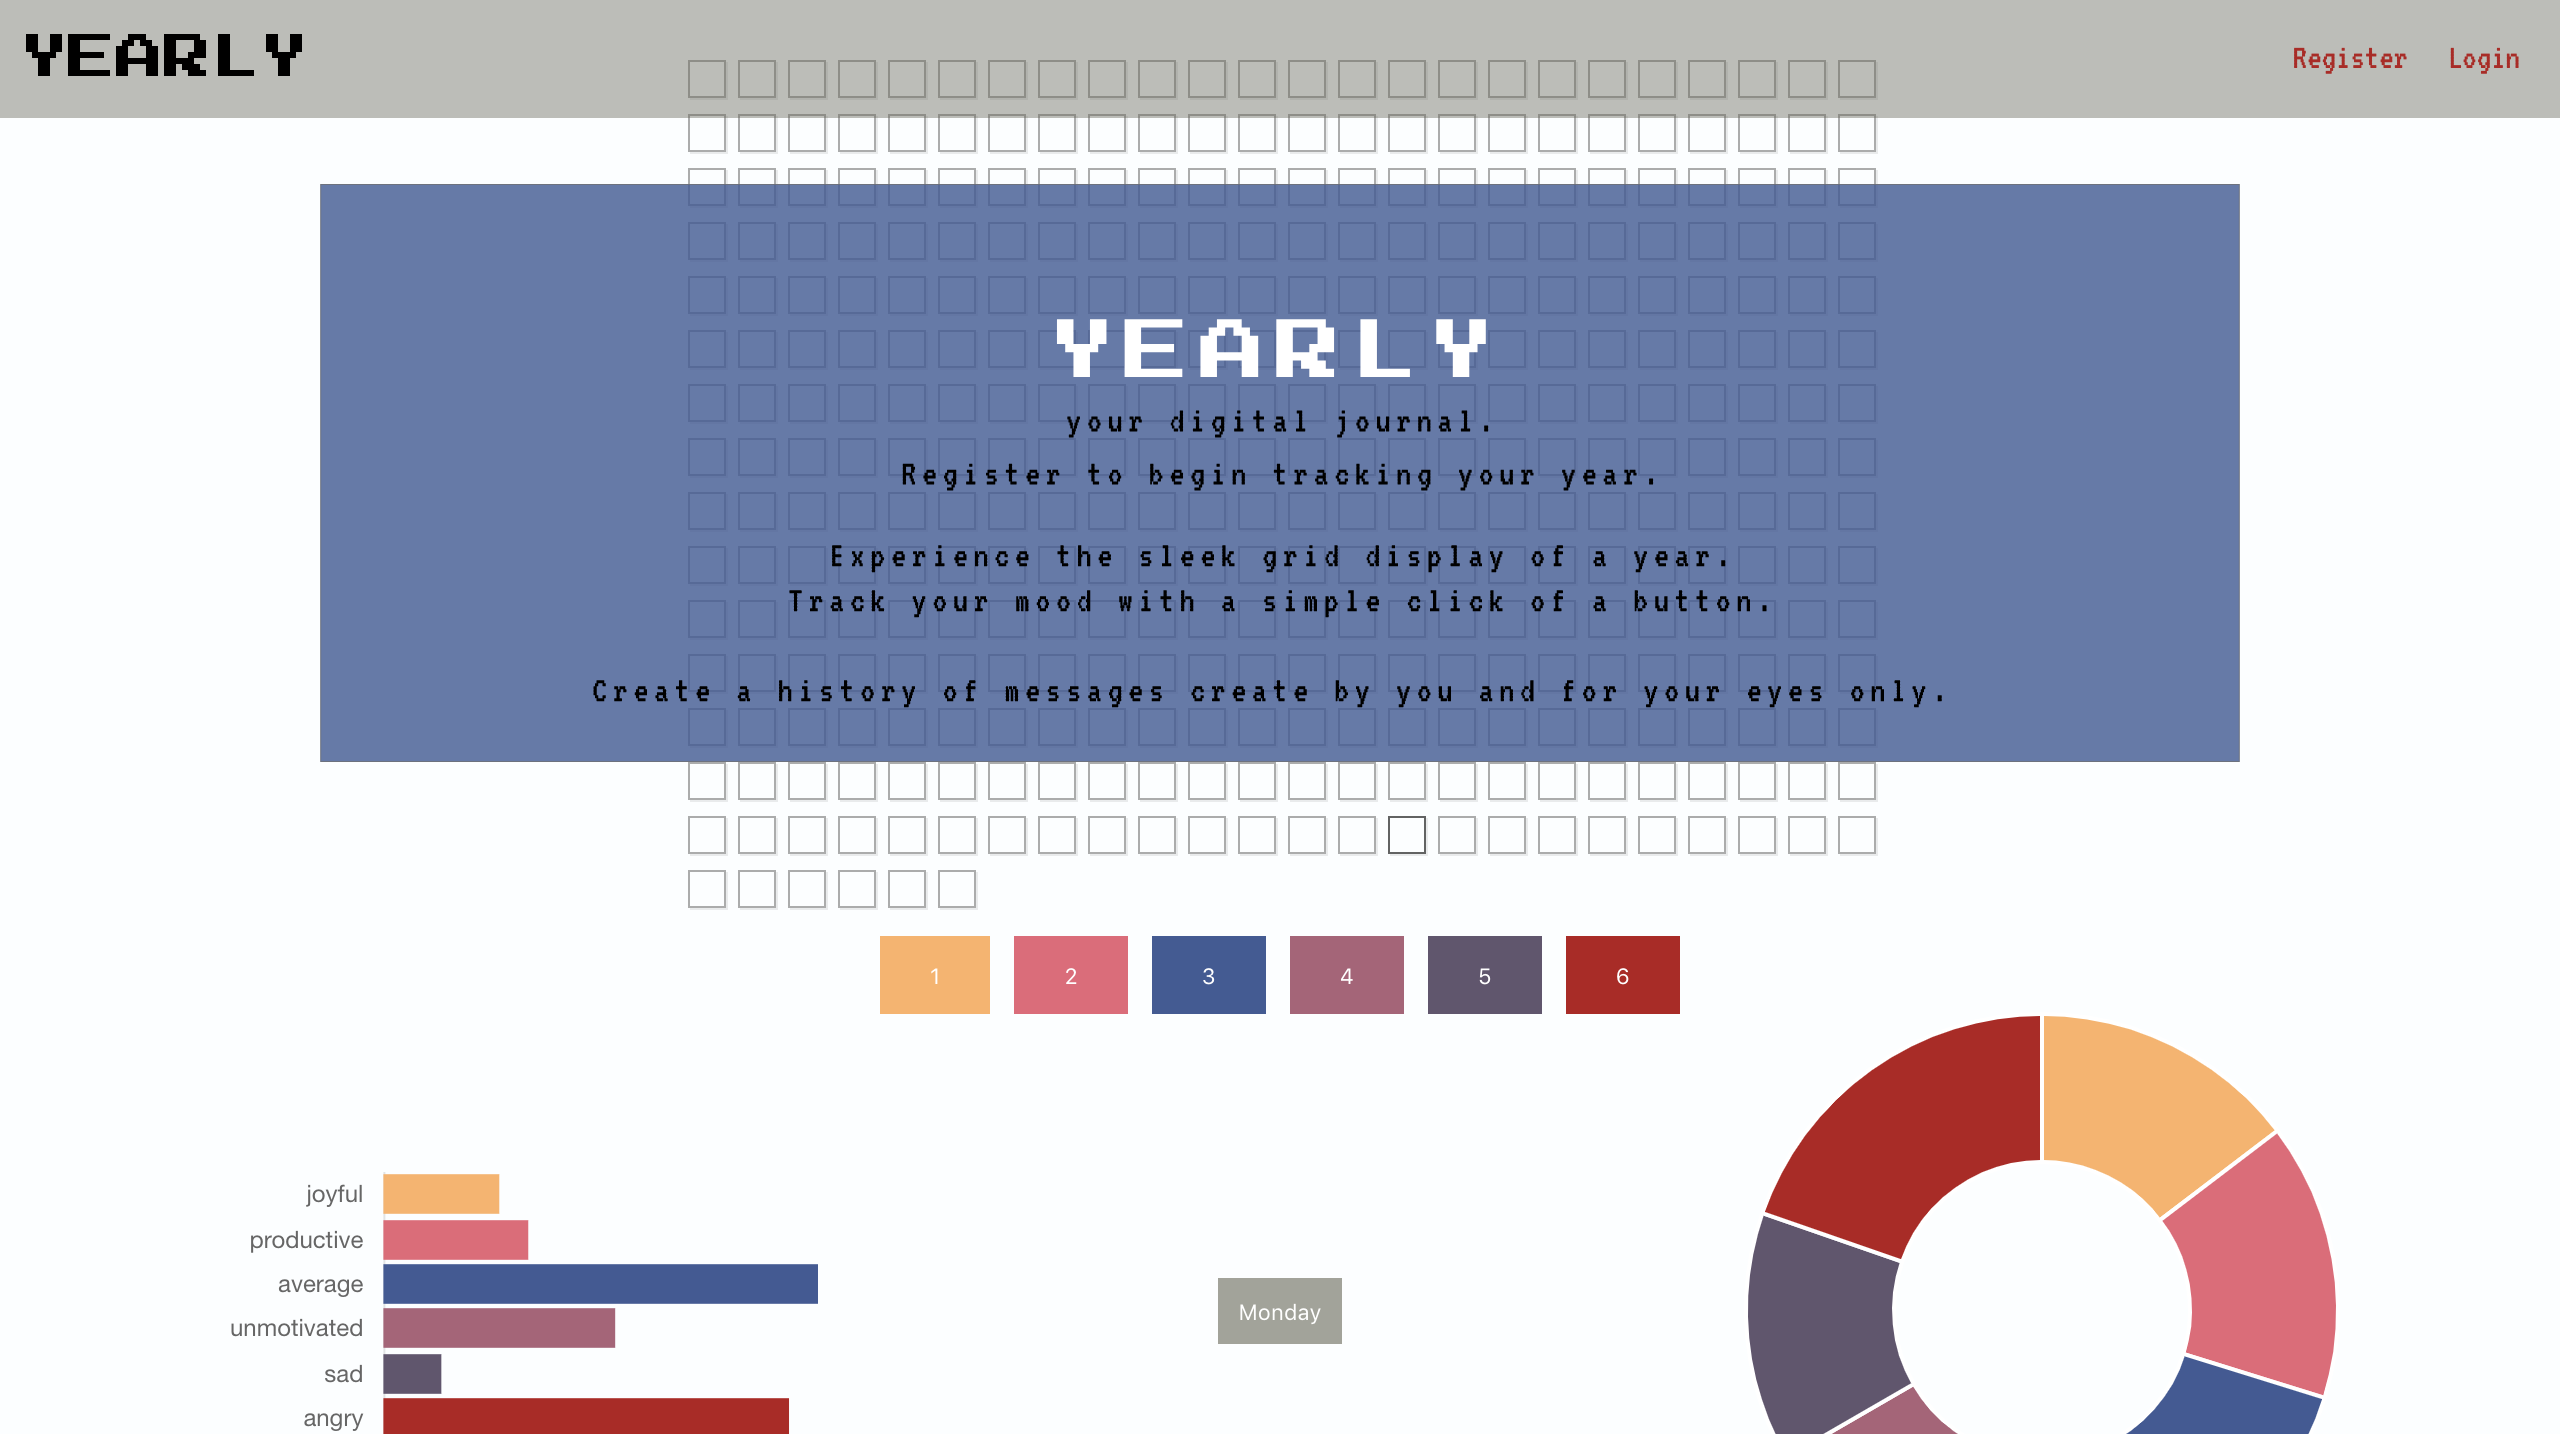 YEARLY
Register Login
YEARLY
your digital journal.
Register to begin tracking your year.
Experience the sleek grid display of a year.
Track your mood with a simple click of a button.
Create a history of messages create by you and for your eyes only.
1 2 3 4 5 6
joyful
productive
average
unmotivated
sad
angry
Monday